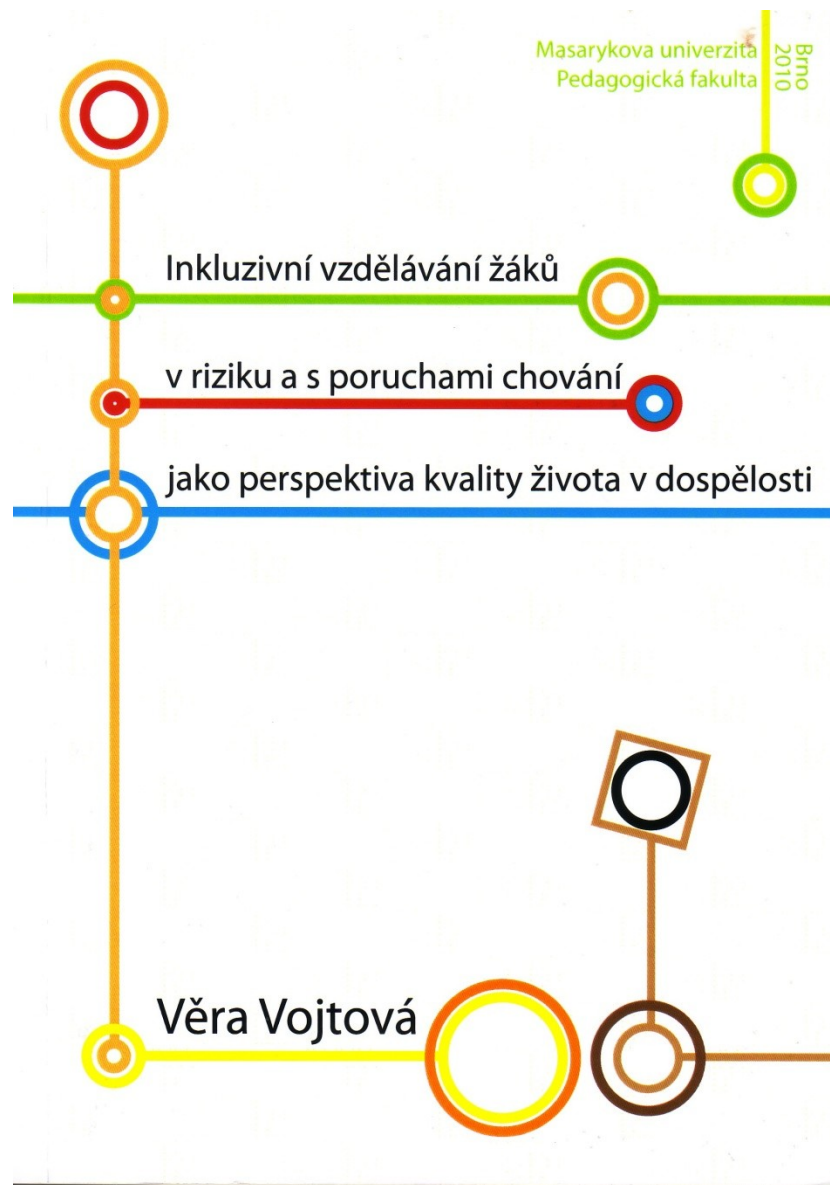 Masarykova univerzita
Pedagogická fakulta
Brno
2010
Inkluzivní vzdělávání žáků
v riziku a s poruchami chování
jako perspektiva kvality života v dospělosti
Věra Vojtová